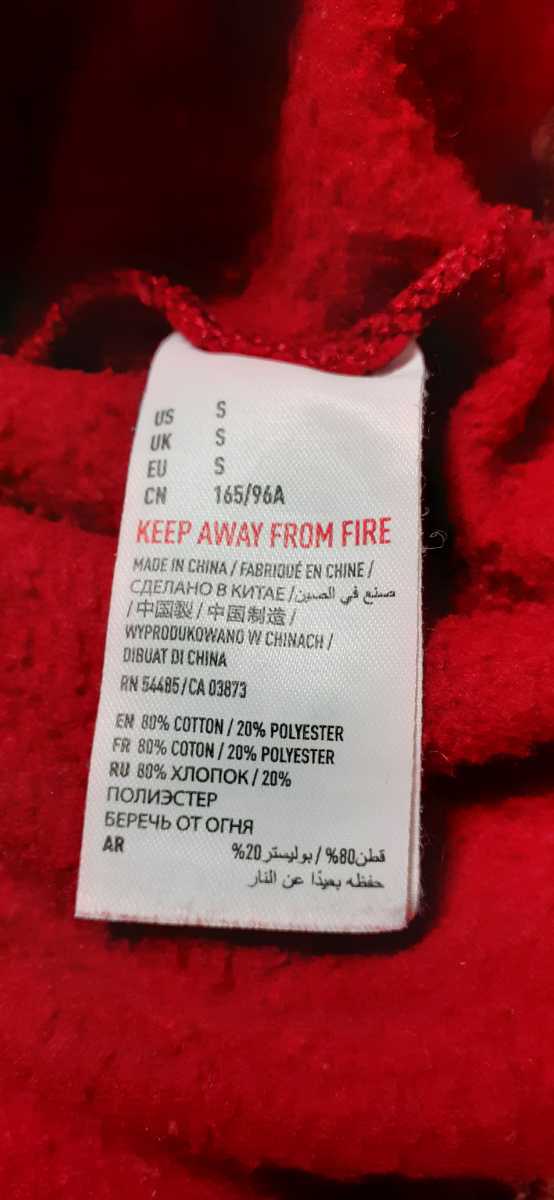 US S
UK S
EU S
CN 165/96A
KEEP AWAY FROM FIRE
MADE IN CHINA / FABRIQUÉ EN CHINE /
СДЕЛАНО В КИТАЕ / صنع في الصين
/ 中国製 / 中国制造 /
WYPRODUKOWANO W CHINACH /
DIBUAT DI CHINA
RN 54485 / CA 03873
EN 80% COTTON / 20% POLYESTER
FR 80% COTON / 20% POLYESTER
RU 80% ХЛОПОК / 20%
ПОЛИЭСТЕР
БЕРЕЧЬ ОТ ОГНЯ
AR قطن80% / بوليستر20%
حفظه بعيدًا عن النار